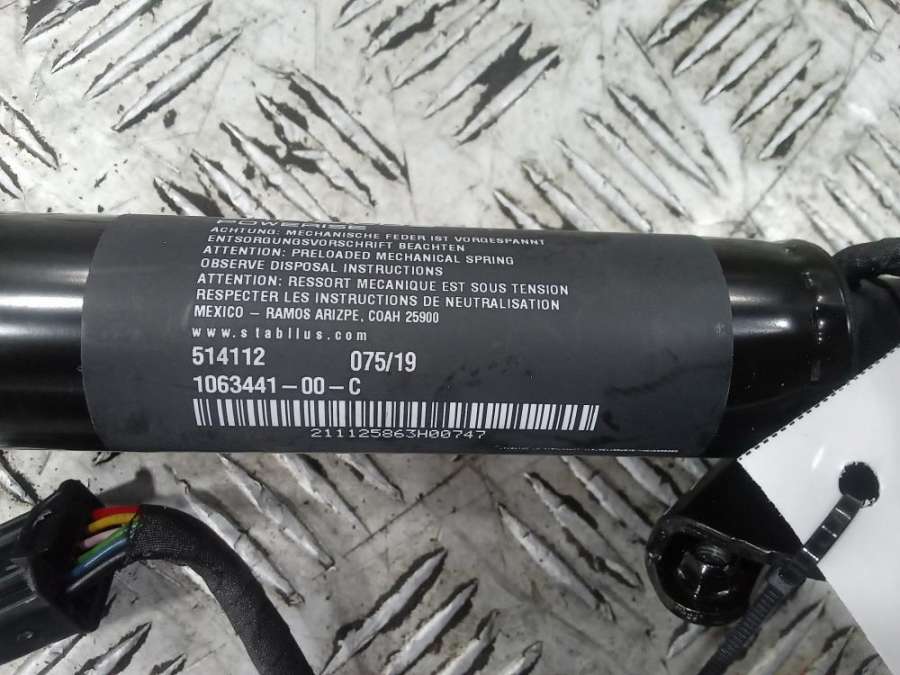 POWERISE
ACHTUNG: MECHANISCHE FEDER IST VORGESPANNT
ENTSORGUNGSVORSCHRIFT BEACHTEN
ATTENTION: PRELOADED MECHANICAL SPRING
OBSERVE DISPOSAL INSTRUCTIONS
ATTENTION: RESSORT MECANIQUE EST SOUS TENSION
RESPECTER LES INSTRUCTIONS DE NEUTRALISATION
MEXICO – RAMOS ARIZPE, COAH 25900
www.stabilus.com
514112 075/19
1063441-00-C
211125863H00747